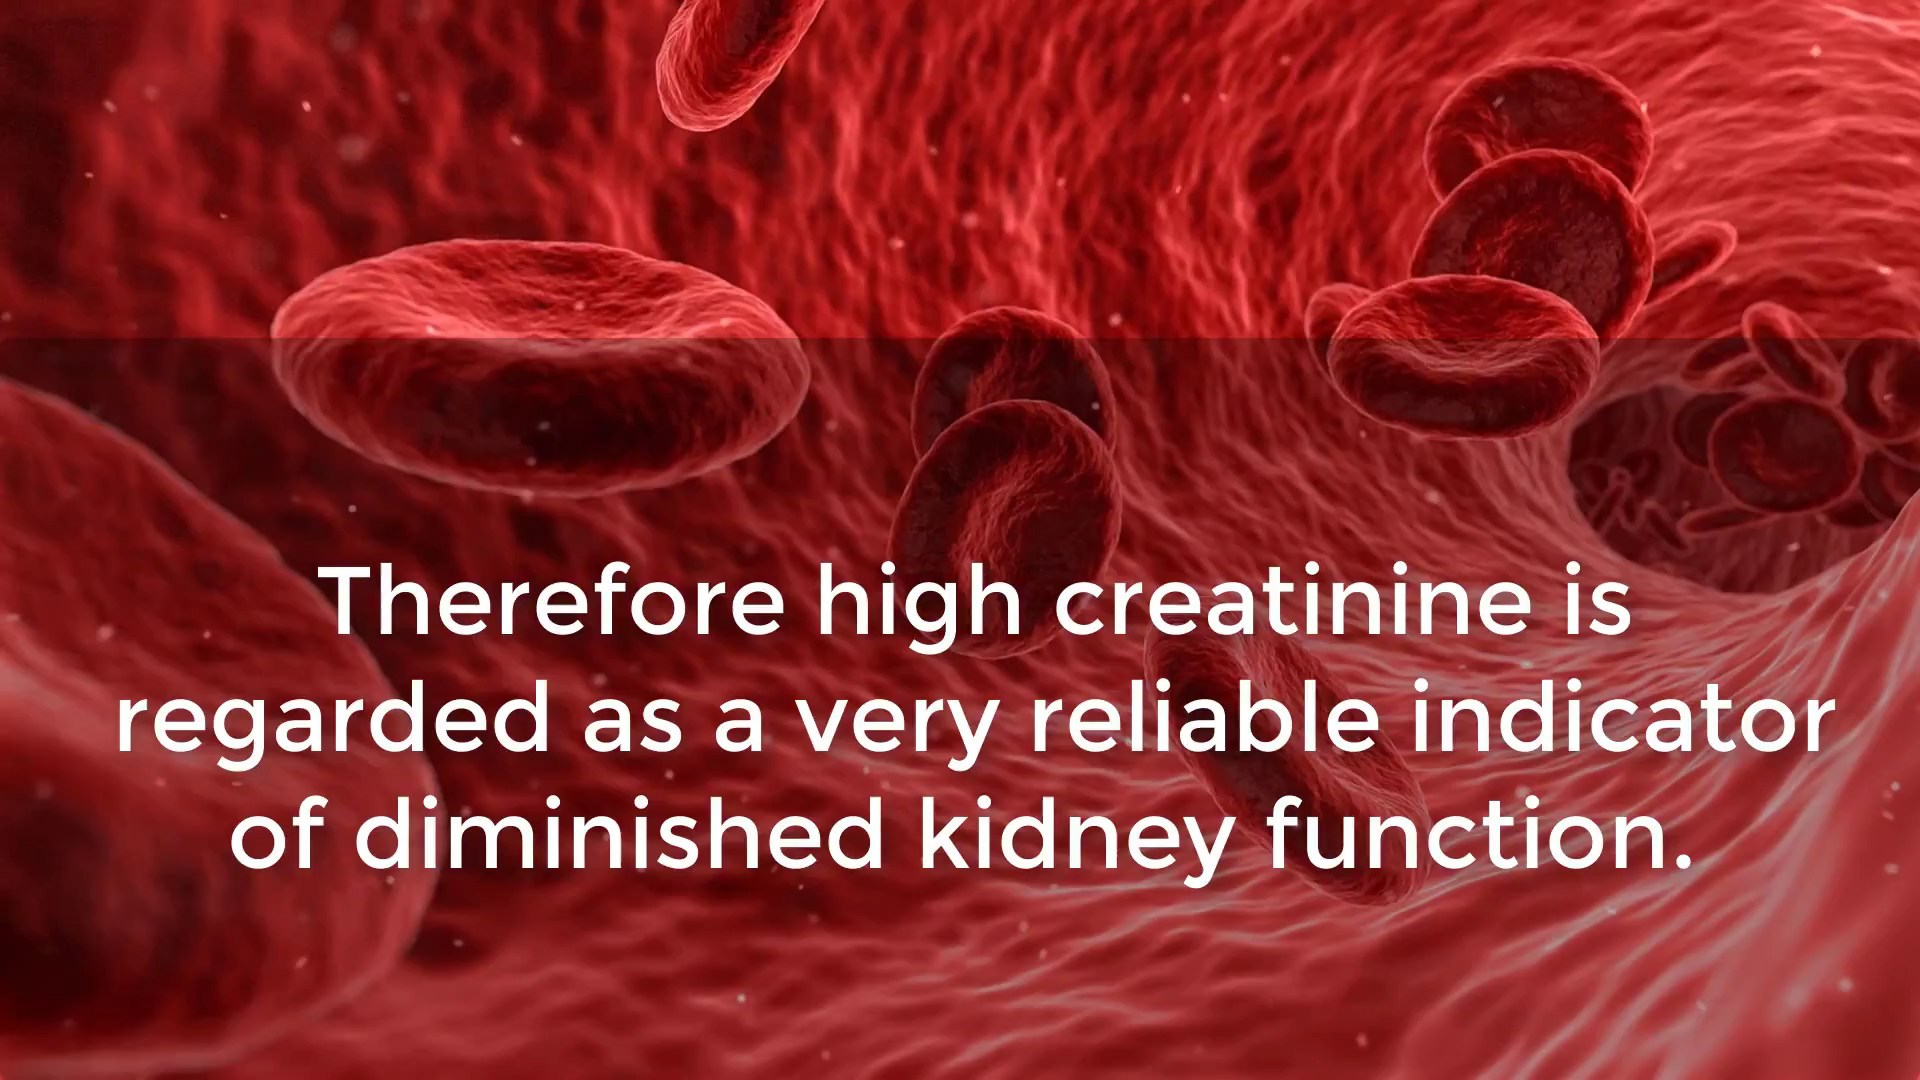 Therefore high creatinine is
regarded as a very reliable indicator
of diminished kidney function.